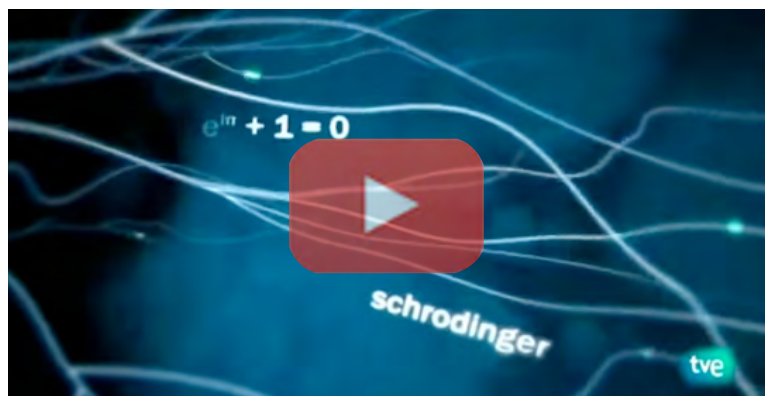 e^iπ + 1 = 0
schrodinger
tve